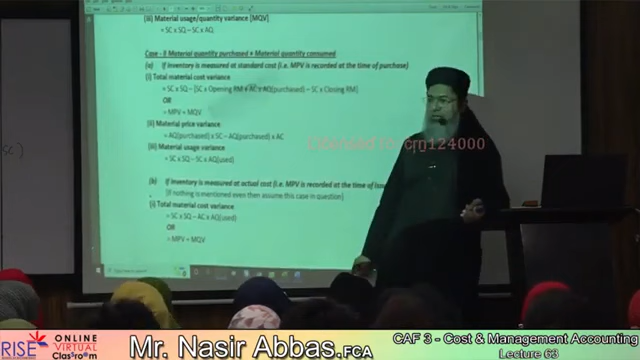 (iii) Material usage/quantity variance [MQV]
= SC x SQ – SC x AQ
Case - II Material quantity purchased ≠ Material quantity consumed
(a) If inventory is measured at standard cost (i.e. MPV is recorded at the time of purchase)
(i) Total material cost variance
= SC x SQ – [SC x Opening RM + AC x AQ(purchased) – SC x Closing RM]
OR
= MPV + MQV
(ii) Material price variance
= AQ(purchased) x SC – AQ(purchased) x AC
(iii) Material usage variance
= SC x SQ – SC x AQ(used)
(b) If inventory is measured at actual cost (i.e. MPV is recorded at the time of issu
[If nothing is mentioned even then assume this case in question]
(i) Total material cost variance
= SC x SQ – AC x AQ(used)
OR
= MPV + MQV
SC)
124000
RISE ONLINE VIRTUAL Classroom
Mr. Nasir Abbas.FCA
CAF 3 - Cost & Management Accounting
Lecture 63